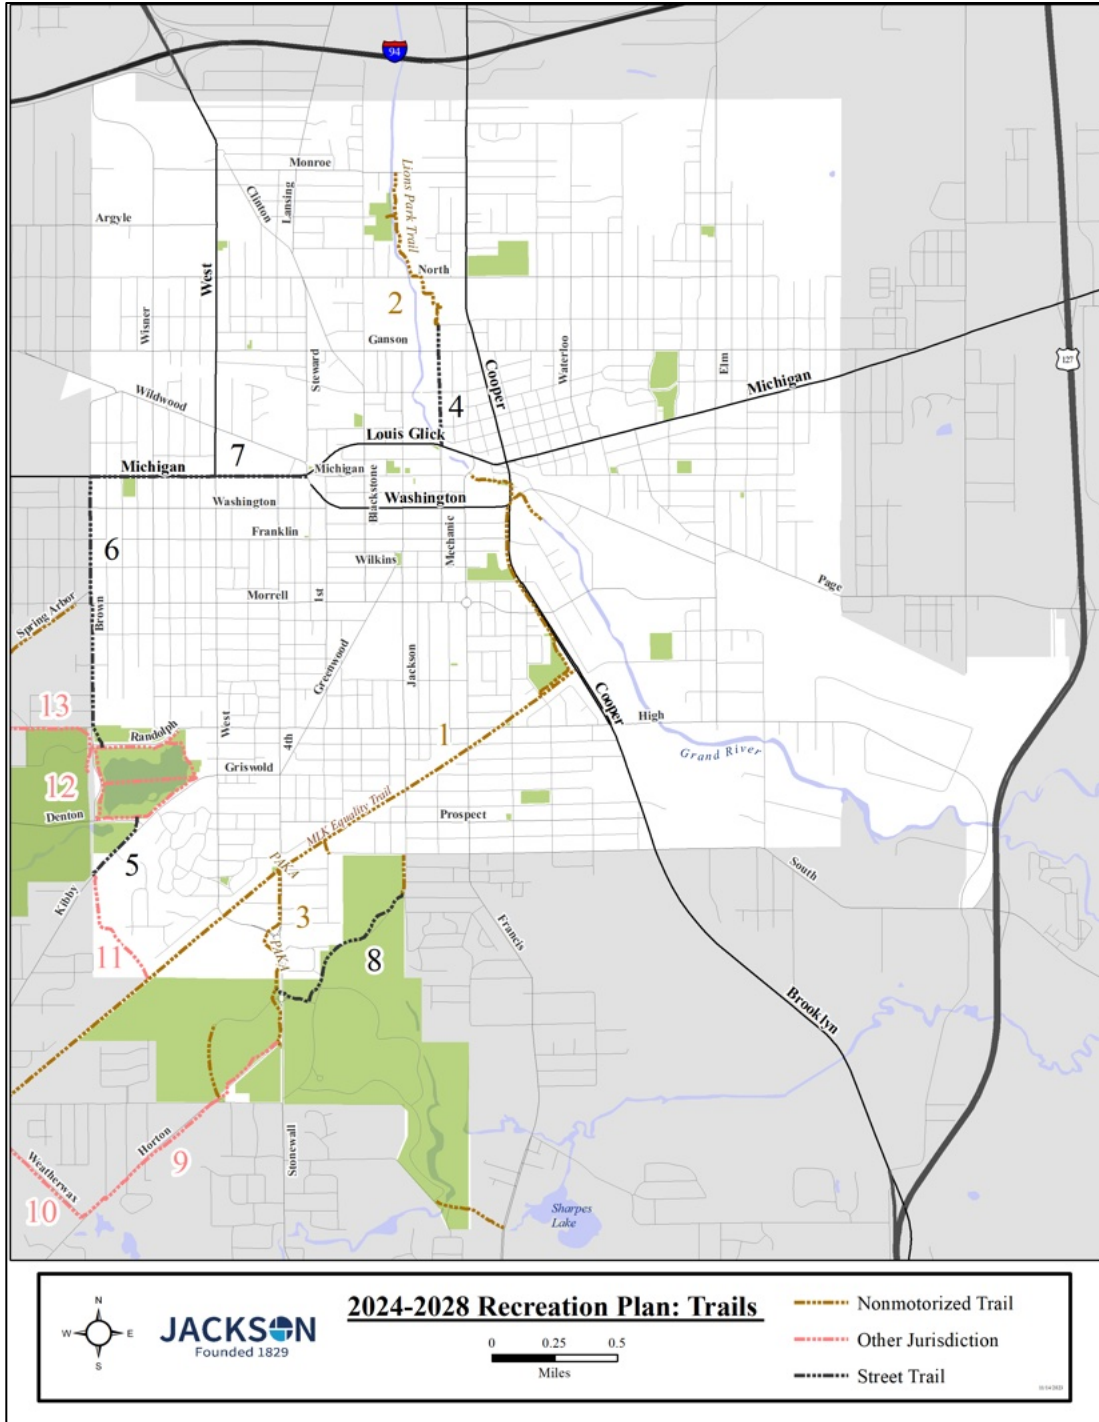 94
Monroe
Lions Park Trail
Lansing
Clinton
Argyle
West
North
2
Wisner
Ganson
Steward
Cooper
Waterloo
Elm
127
Michigan
Wildwood
4
Louis Glick
7
Michigan
Michigan
Blackstone
Washington
Washington
Franklin
Mechanic
6
Wilkins
Page
Spring Arbor
Brown
Morrell
1st
Greenwood
Jackson
Cooper
High
13
Randolph
West
4th
1
Grand River
Griswold
12
Denton
MLK Equality Trail
Prospect
5
PAKA
South
Kibby
3
Francis
PAKA
11
8
Brooklyn
Horton
Stonewall
Weatherwax
9
10
Sharpes
Lake
N
W E
S
JACKSON
Founded 1829
2024-2028 Recreation Plan: Trails
0 0.25 0.5
Miles
Nonmotorized Trail
Other Jurisdiction
Street Trail